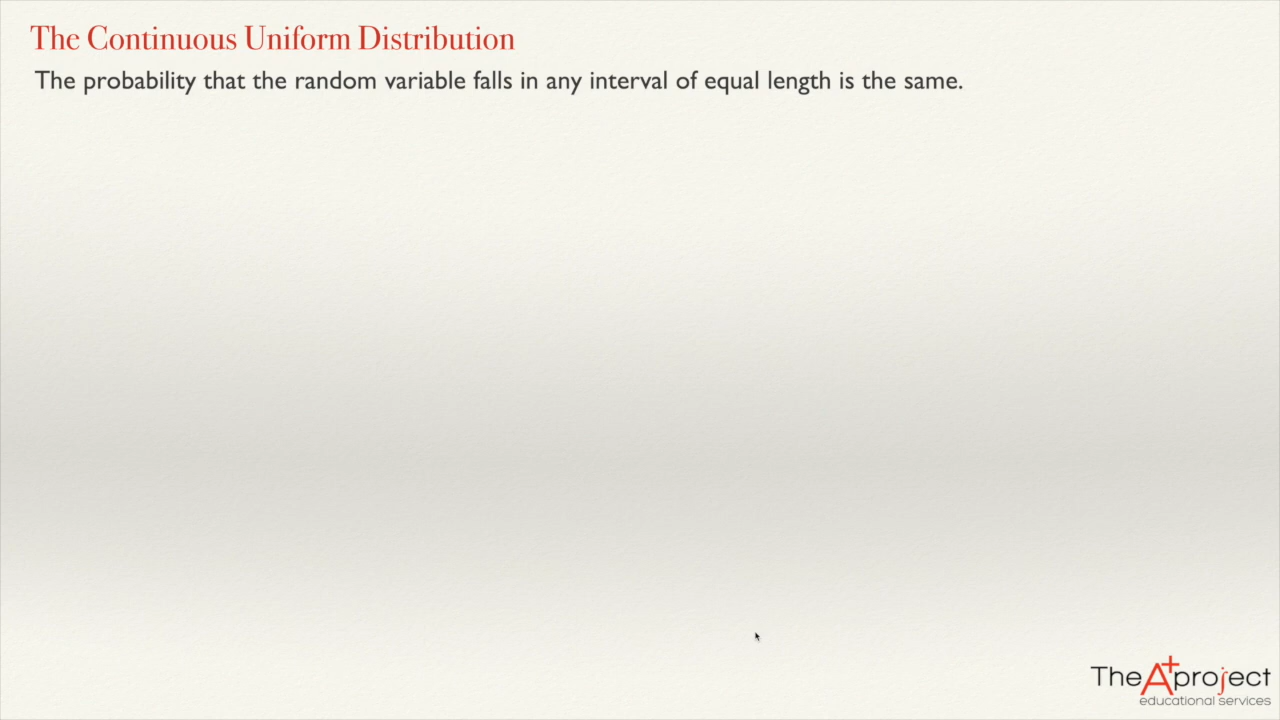 The Continuous Uniform Distribution
The probability that the random variable falls in any interval of equal length is the same.
The A+ project
educational services